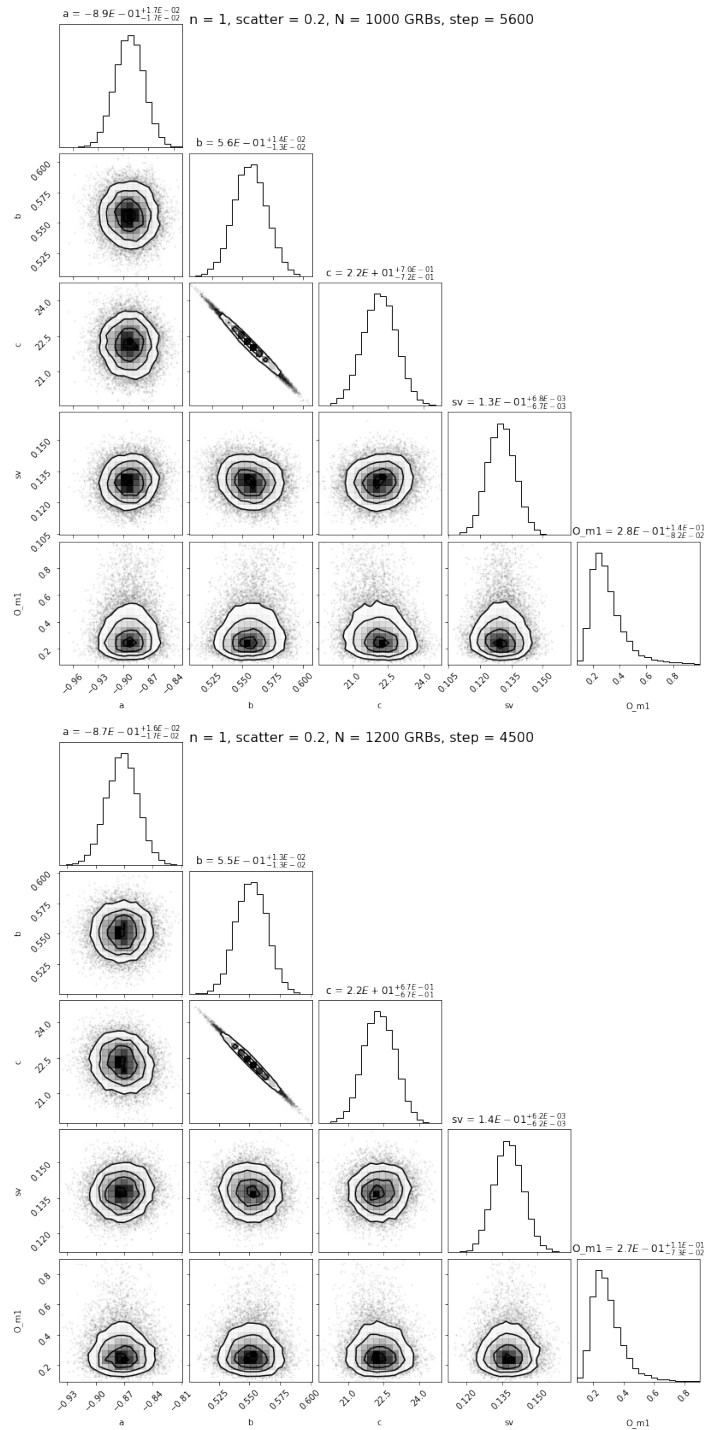 a = −8.9E − 01 +1.7E − 02 −1.7E − 02
n = 1, scatter = 0.2, N = 1000 GRBs, step = 5600
b = 5.6E − 01 +1.4E − 02 −1.3E − 02
0.600
0.575
0.550
0.525
b
c = 2.2E + 01 +7.0E − 01 −7.2E − 01
24.0
22.5
21.0
c
sv = 1.3E − 01 +6.8E − 03 −6.7E − 03
0.150
0.135
0.120
0.105
sv
O_m1 = 2.8E − 01 +1.4E − 01 −8.2E − 02
0.8
0.6
0.4
0.2
O_m1
−0.96 −0.93 −0.90 −0.87 −0.84
0.525 0.550 0.575 0.600
21.0 22.5 24.0
0.105 0.120 0.135 0.150
0.2 0.4 0.6 0.8
a b c sv O_m1
a = −8.7E − 01 +1.6E − 02 −1.7E − 02
n = 1, scatter = 0.2, N = 1200 GRBs, step = 4500
b = 5.5E − 01 +1.3E − 02 −1.3E − 02
0.600
0.575
0.550
0.525
b
c = 2.2E + 01 +6.7E − 01 −6.7E − 01
24.0
22.5
21.0
c
sv = 1.4E − 01 +6.2E − 03 −6.2E − 03
0.150
0.135
0.120
sv
O_m1 = 2.7E − 01 +1.1E − 01 −7.3E − 02
0.8
0.6
0.4
0.2
O_m1
−0.93 −0.90 −0.87 −0.84 −0.81
0.525 0.550 0.575 0.600
21.0 22.5 24.0
0.120 0.135 0.150
0.2 0.4 0.6 0.8
a b c sv O_m1